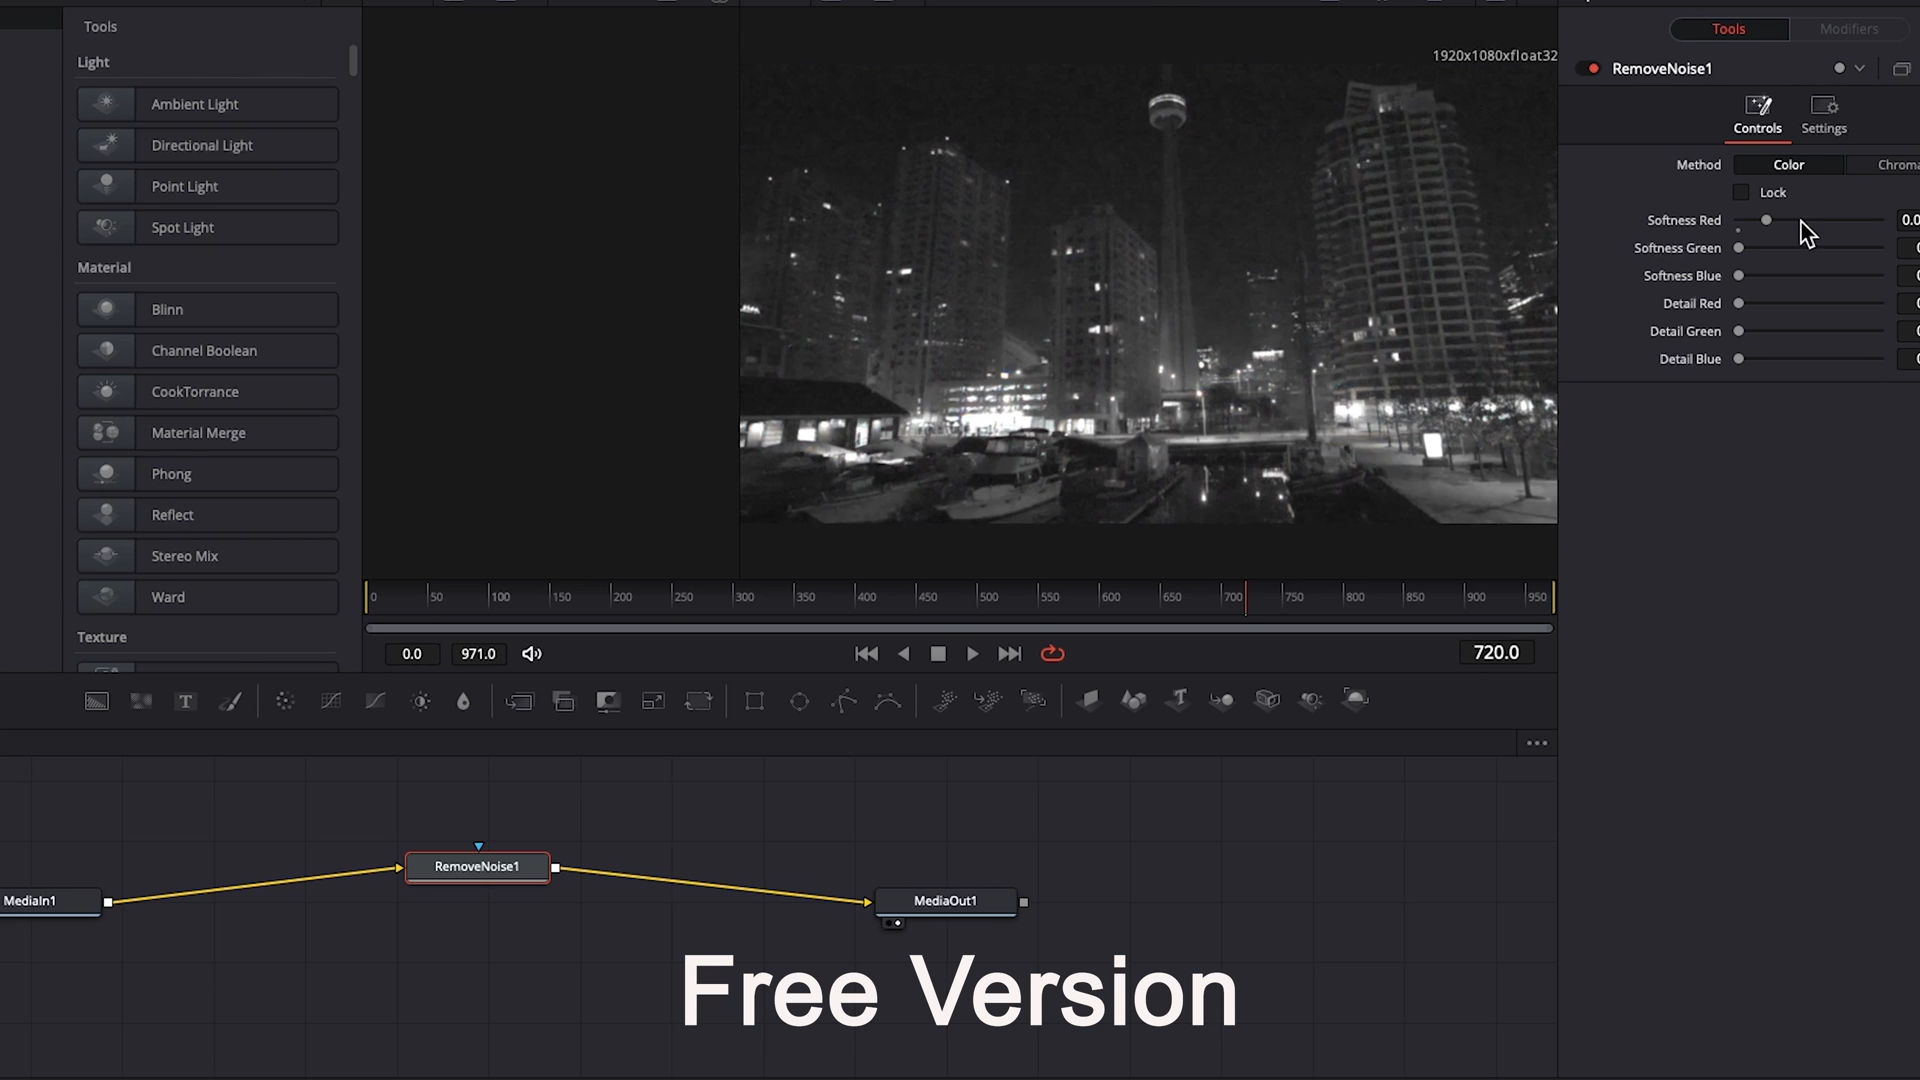 Tools
Light
Ambient Light
Directional Light
Point Light
Spot Light
Material
Blinn
Channel Boolean
CookTorrance
Material Merge
Phong
Reflect
Stereo Mix
Ward
Texture
1920x1080xfloat32
0 50 100 150 200 250 300 350 400 450 500 550 600 650 700 750 800 850 900 950
0.0 971.0 720.0
Tools Modifiers
RemoveNoise1
Controls Settings
Method Color Chroma
Lock
Softness Red 0.0
Softness Green
Softness Blue
Detail Red
Detail Green
Detail Blue
RemoveNoise1
MediaIn1
MediaOut1
Free Version